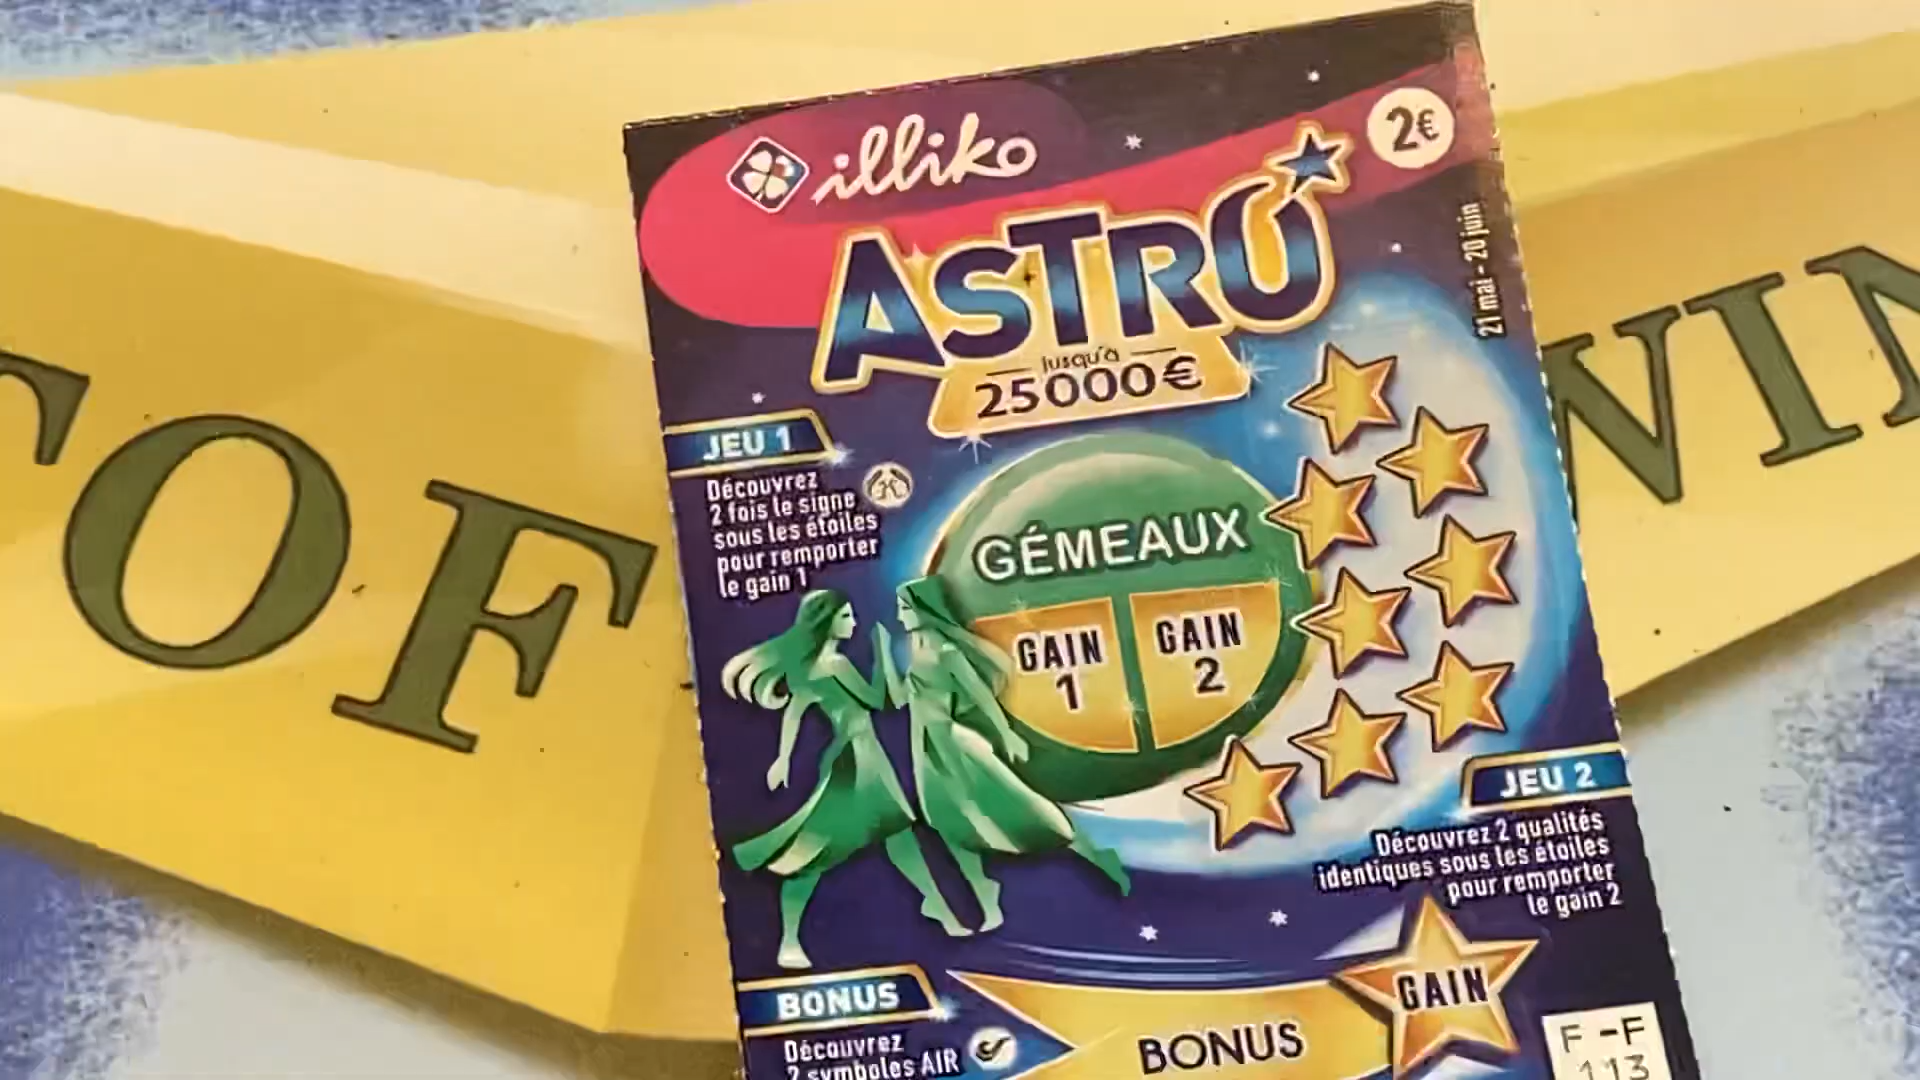 illiko
2€
ASTRO
jusqu'à
25000€
21 mai - 20 juin
JEU 1
Découvrez
2 fois le signe
sous les étoiles
pour remporter
le gain 1
OF
WIN
GÉMEAUX
GAIN
1
GAIN
2
JEU 2
Découvrez 2 qualités
identiques sous les étoiles
pour remporter
le gain 2
BONUS
Découvrez
2 symboles AIR
BONUS
GAIN
F-F
113